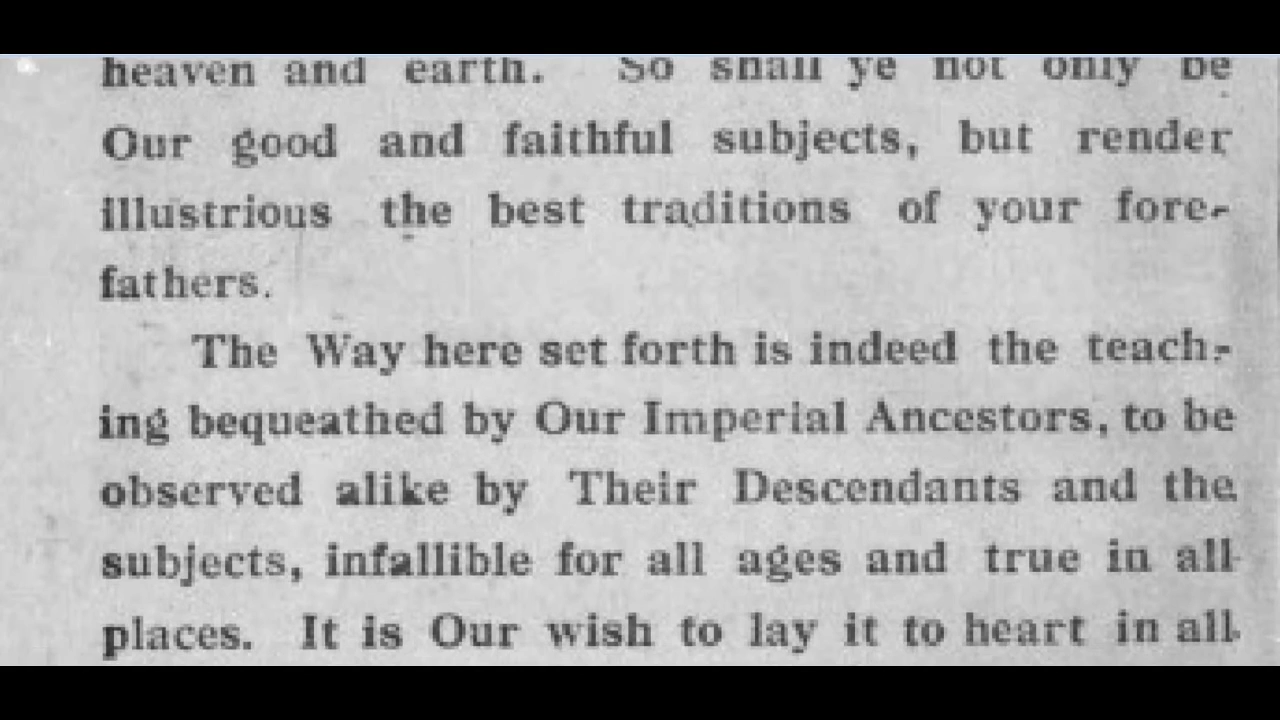 heaven and earth. So shall ye not only be
Our good and faithful subjects, but render
illustrious the best traditions of your fore-
fathers.
The Way here set forth is indeed the teach-
ing bequeathed by Our Imperial Ancestors, to be
observed alike by Their Descendants and the
subjects, infallible for all ages and true in all
places. It is Our wish to lay it to heart in all